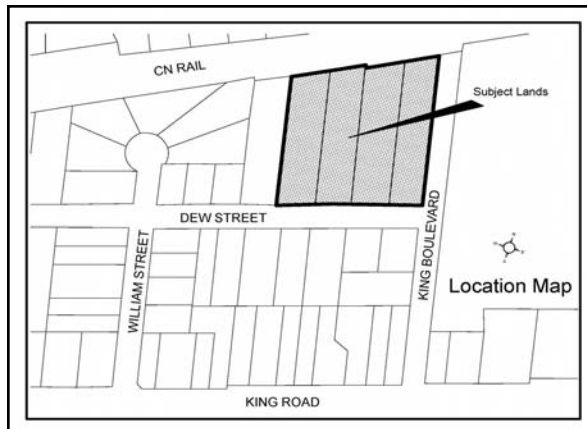 CN RAIL
Subject Lands
DEW STREET
KING BOULEVARD
WILLIAM STREET
Location Map
KING ROAD